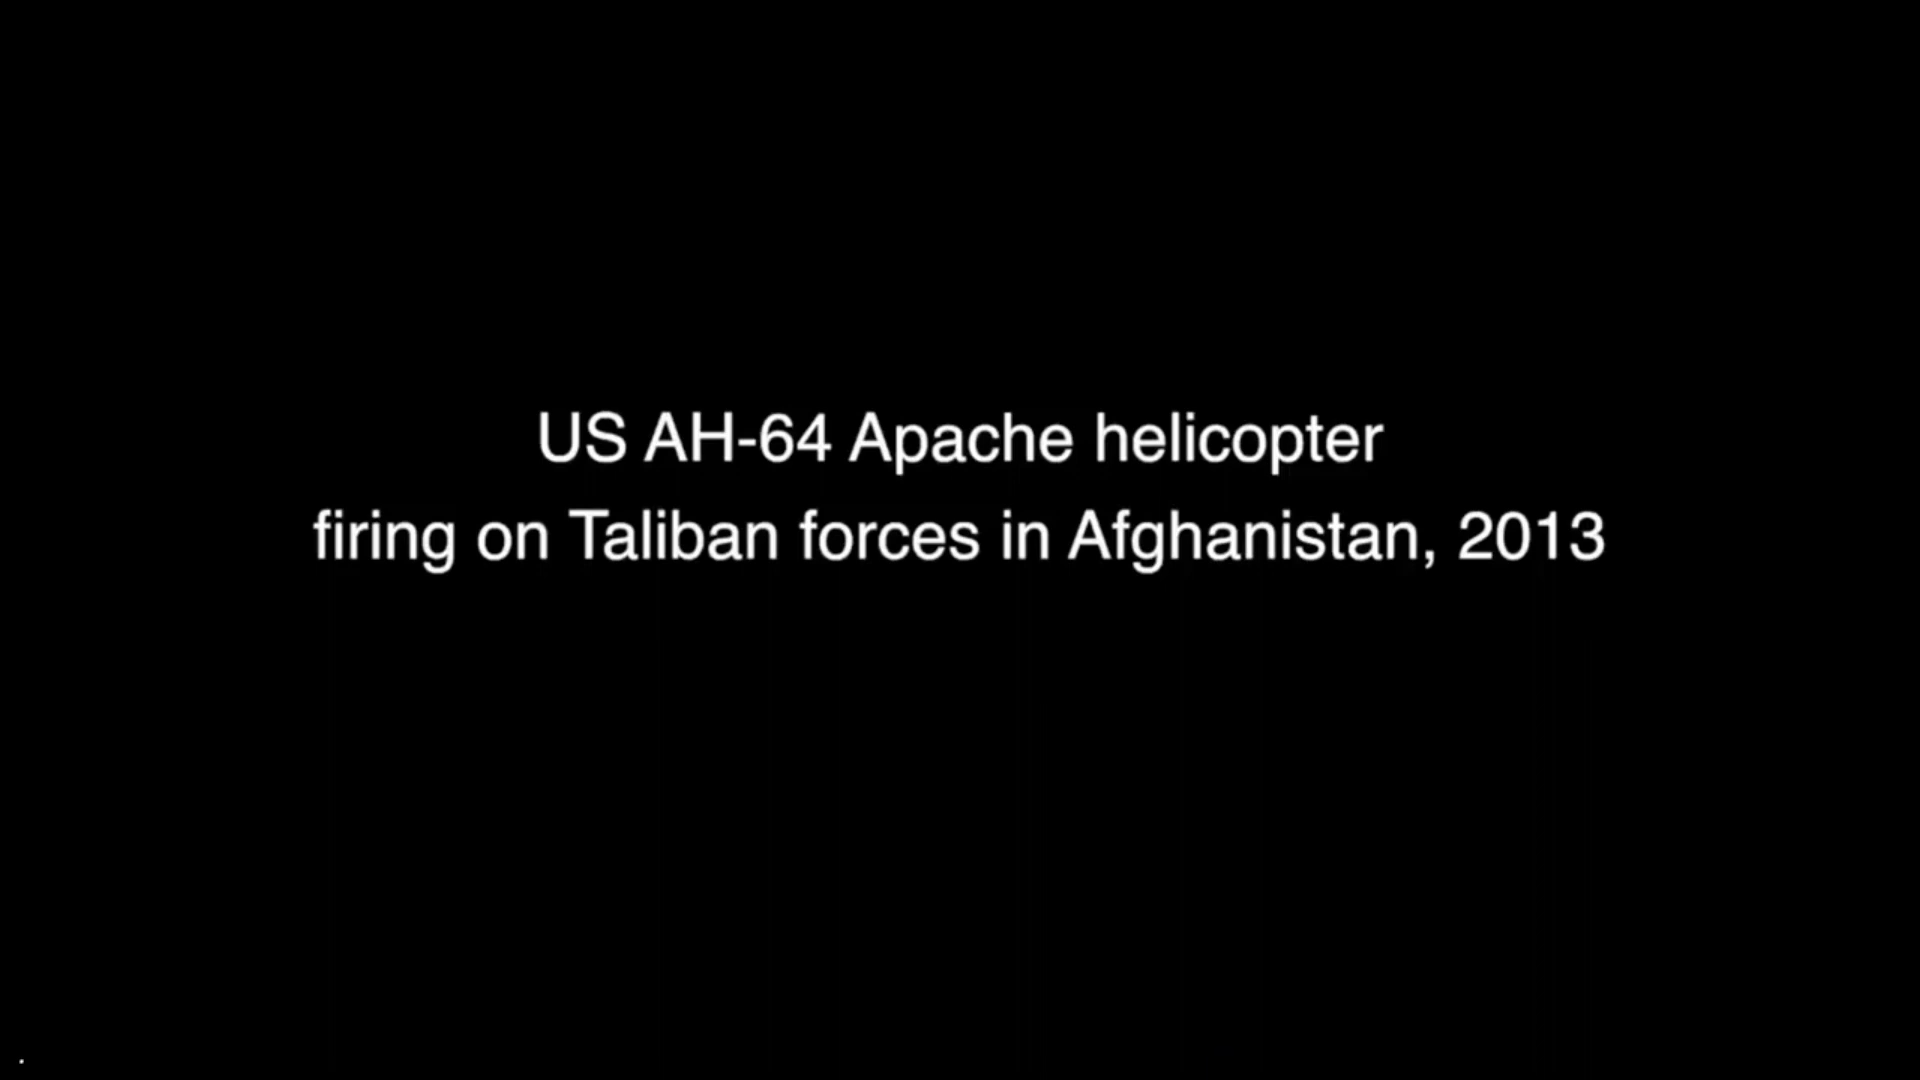 US AH-64 Apache helicopter
firing on Taliban forces in Afghanistan, 2013